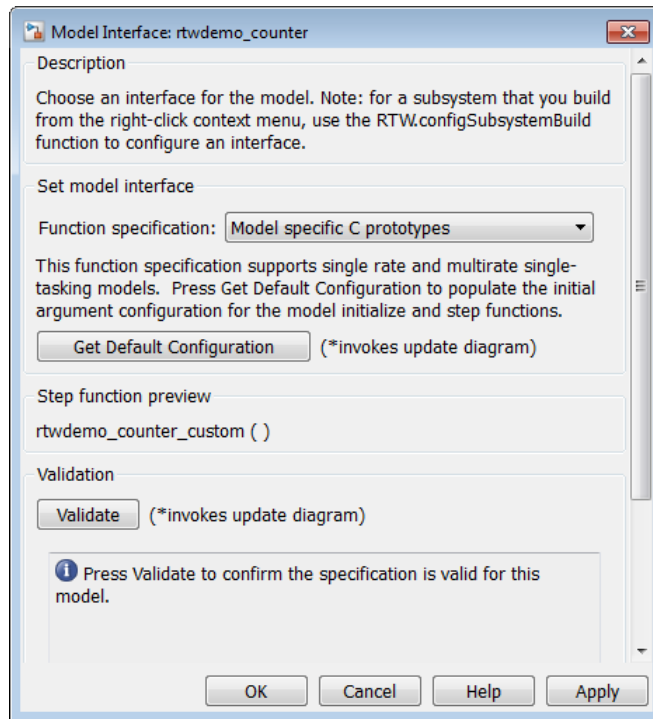 Model Interface: rtwdemo_counter
Description
Choose an interface for the model. Note: for a subsystem that you build
from the right-click context menu, use the RTW.configSubsystemBuild
function to configure an interface.
Set model interface
Function specification: Model specific C prototypes
This function specification supports single rate and multirate single-
tasking models. Press Get Default Configuration to populate the initial
argument configuration for the model initialize and step functions.
Get Default Configuration (*invokes update diagram)
Step function preview
rtwdemo_counter_custom ( )
Validation
Validate (*invokes update diagram)
Press Validate to confirm the specification is valid for this
model.
OK Cancel Help Apply